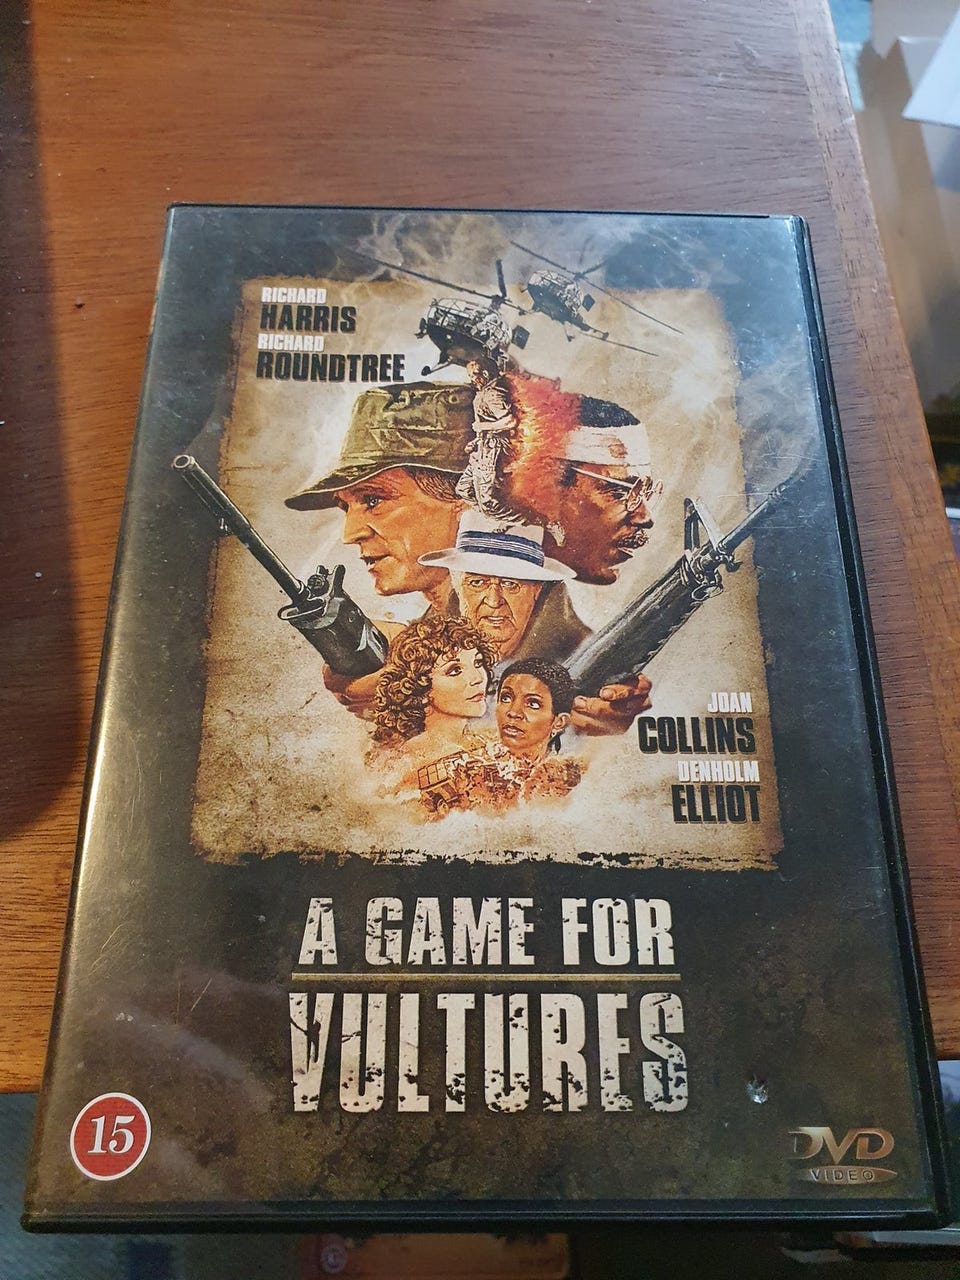 RICHARD
HARRIS
RICHARD
ROUNDTREE
JOAN
COLLINS
DENHOLM
ELLIOT
A GAME FOR
VULTURES
15
DVD
VIDEO